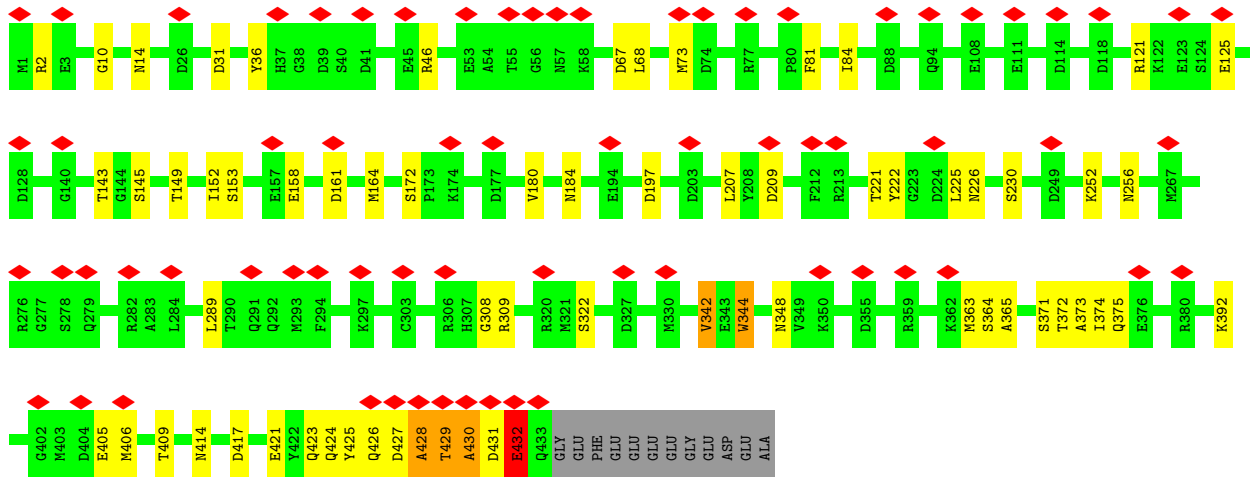 M1 R2 E3 G10 N14 D26 D31 Y36 H37 G38 D39 S40 D41 E45 R46 E53 A54 T55 G56 N57 K58 D67 L68 M73 D74 R77 P80 F81 I84 D88 Q94 E108 E111 D114 D118 R121 K122 E123 S124 E125
D128 G140 T143 G144 S145 T149 I152 S153 E157 E158 D161 M164 S172 P173 K174 D177 V180 N184 E194 D197 D203 L207 Y208 D209 F212 R213 T221 Y222 G223 D224 L225 N226 S230 D249 K252 N256 M267
R276 G277 S278 Q279 R282 A283 L284 L289 T290 Q291 Q292 M293 F294 K297 C303 R306 H307 G308 R309 R320 M321 S322 D327 M330 V342 E343 W344 N348 V349 K350 D355 R359 K362 M363 S364 A365 S371 T372 A373 I374 Q375 E376 R380 K392
G402 M403 D404 E405 M406 T409 N414 D417 E421 Y422 Q423 Q424 Y425 Q426 D427 A428 T429 A430 D431 E432 Q433 GLY GLU PHE GLU GLU GLU GLU GLY GLU ASP GLU ALA